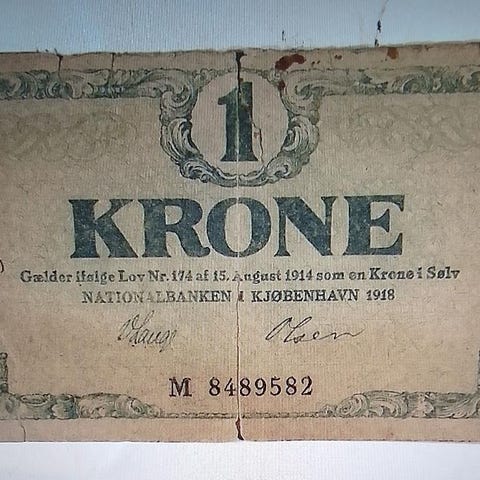 1
KRONE
Gælder ifølge Lov Nr. 174 af 15. August 1914 som en Krone i Sølv
NATIONALBANKEN I KJØBENHAVN 1918
V Lange Olsen
M 8489582